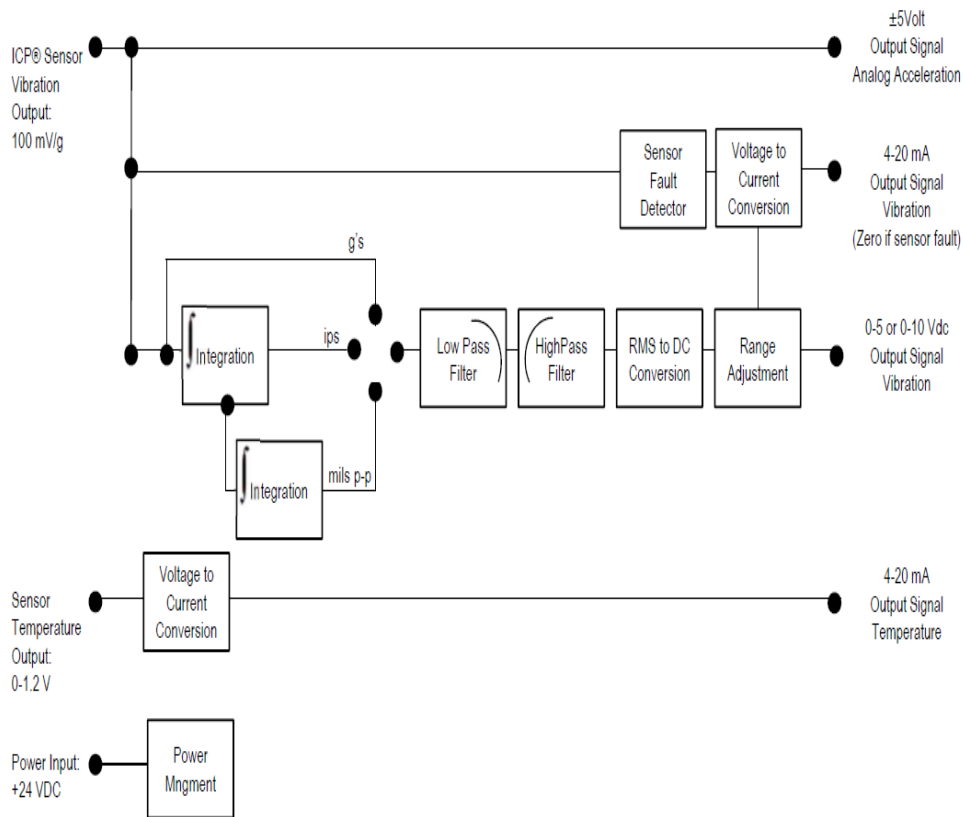 ICP® Sensor
Vibration
Output:
100 mV/g
±5Volt
Output Signal
Analog Acceleration
Sensor
Fault
Detector
Voltage to
Current
Conversion
4-20 mA
Output Signal
Vibration
(Zero if sensor fault)
g's
∫ Integration
ips
Low Pass
Filter
HighPass
Filter
RMS to DC
Conversion
Range
Adjustment
0-5 or 0-10 Vdc
Output Signal
Vibration
∫ Integration
mils p-p
Sensor
Temperature
Output:
0-1.2 V
Voltage to
Current
Conversion
4-20 mA
Output Signal
Temperature
Power Input:
+24 VDC
Power
Mngment